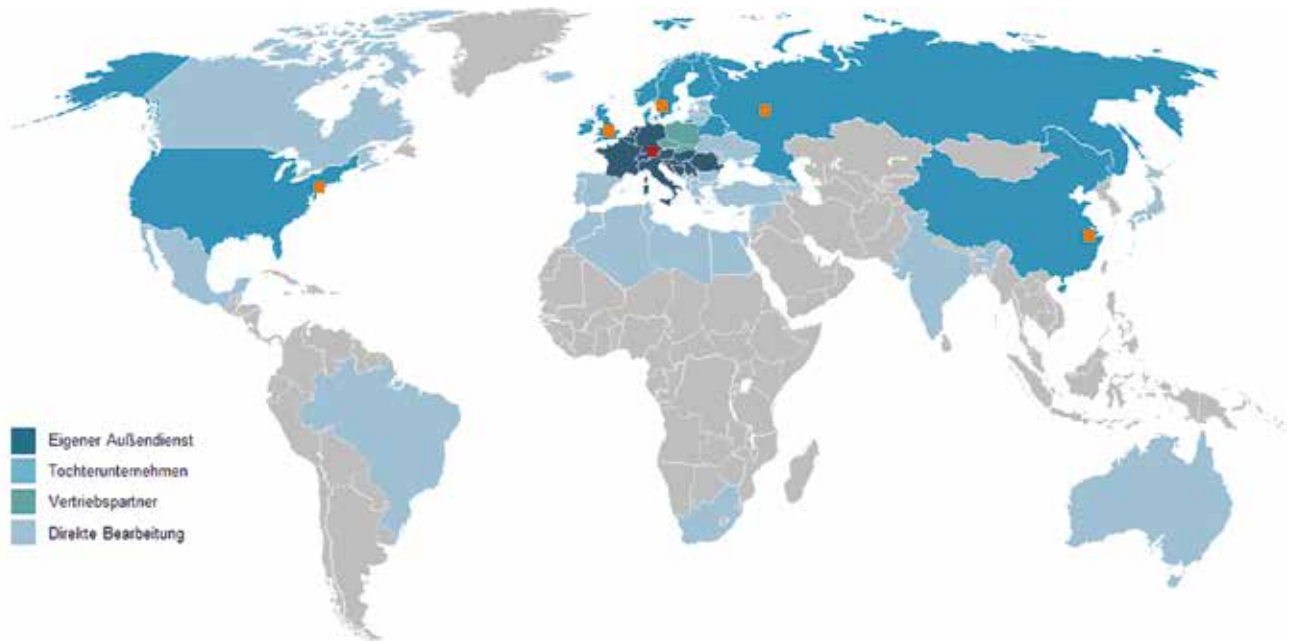 Eigener Außendienst
Tochterunternehmen
Vertriebspartner
Direkte Bearbeitung